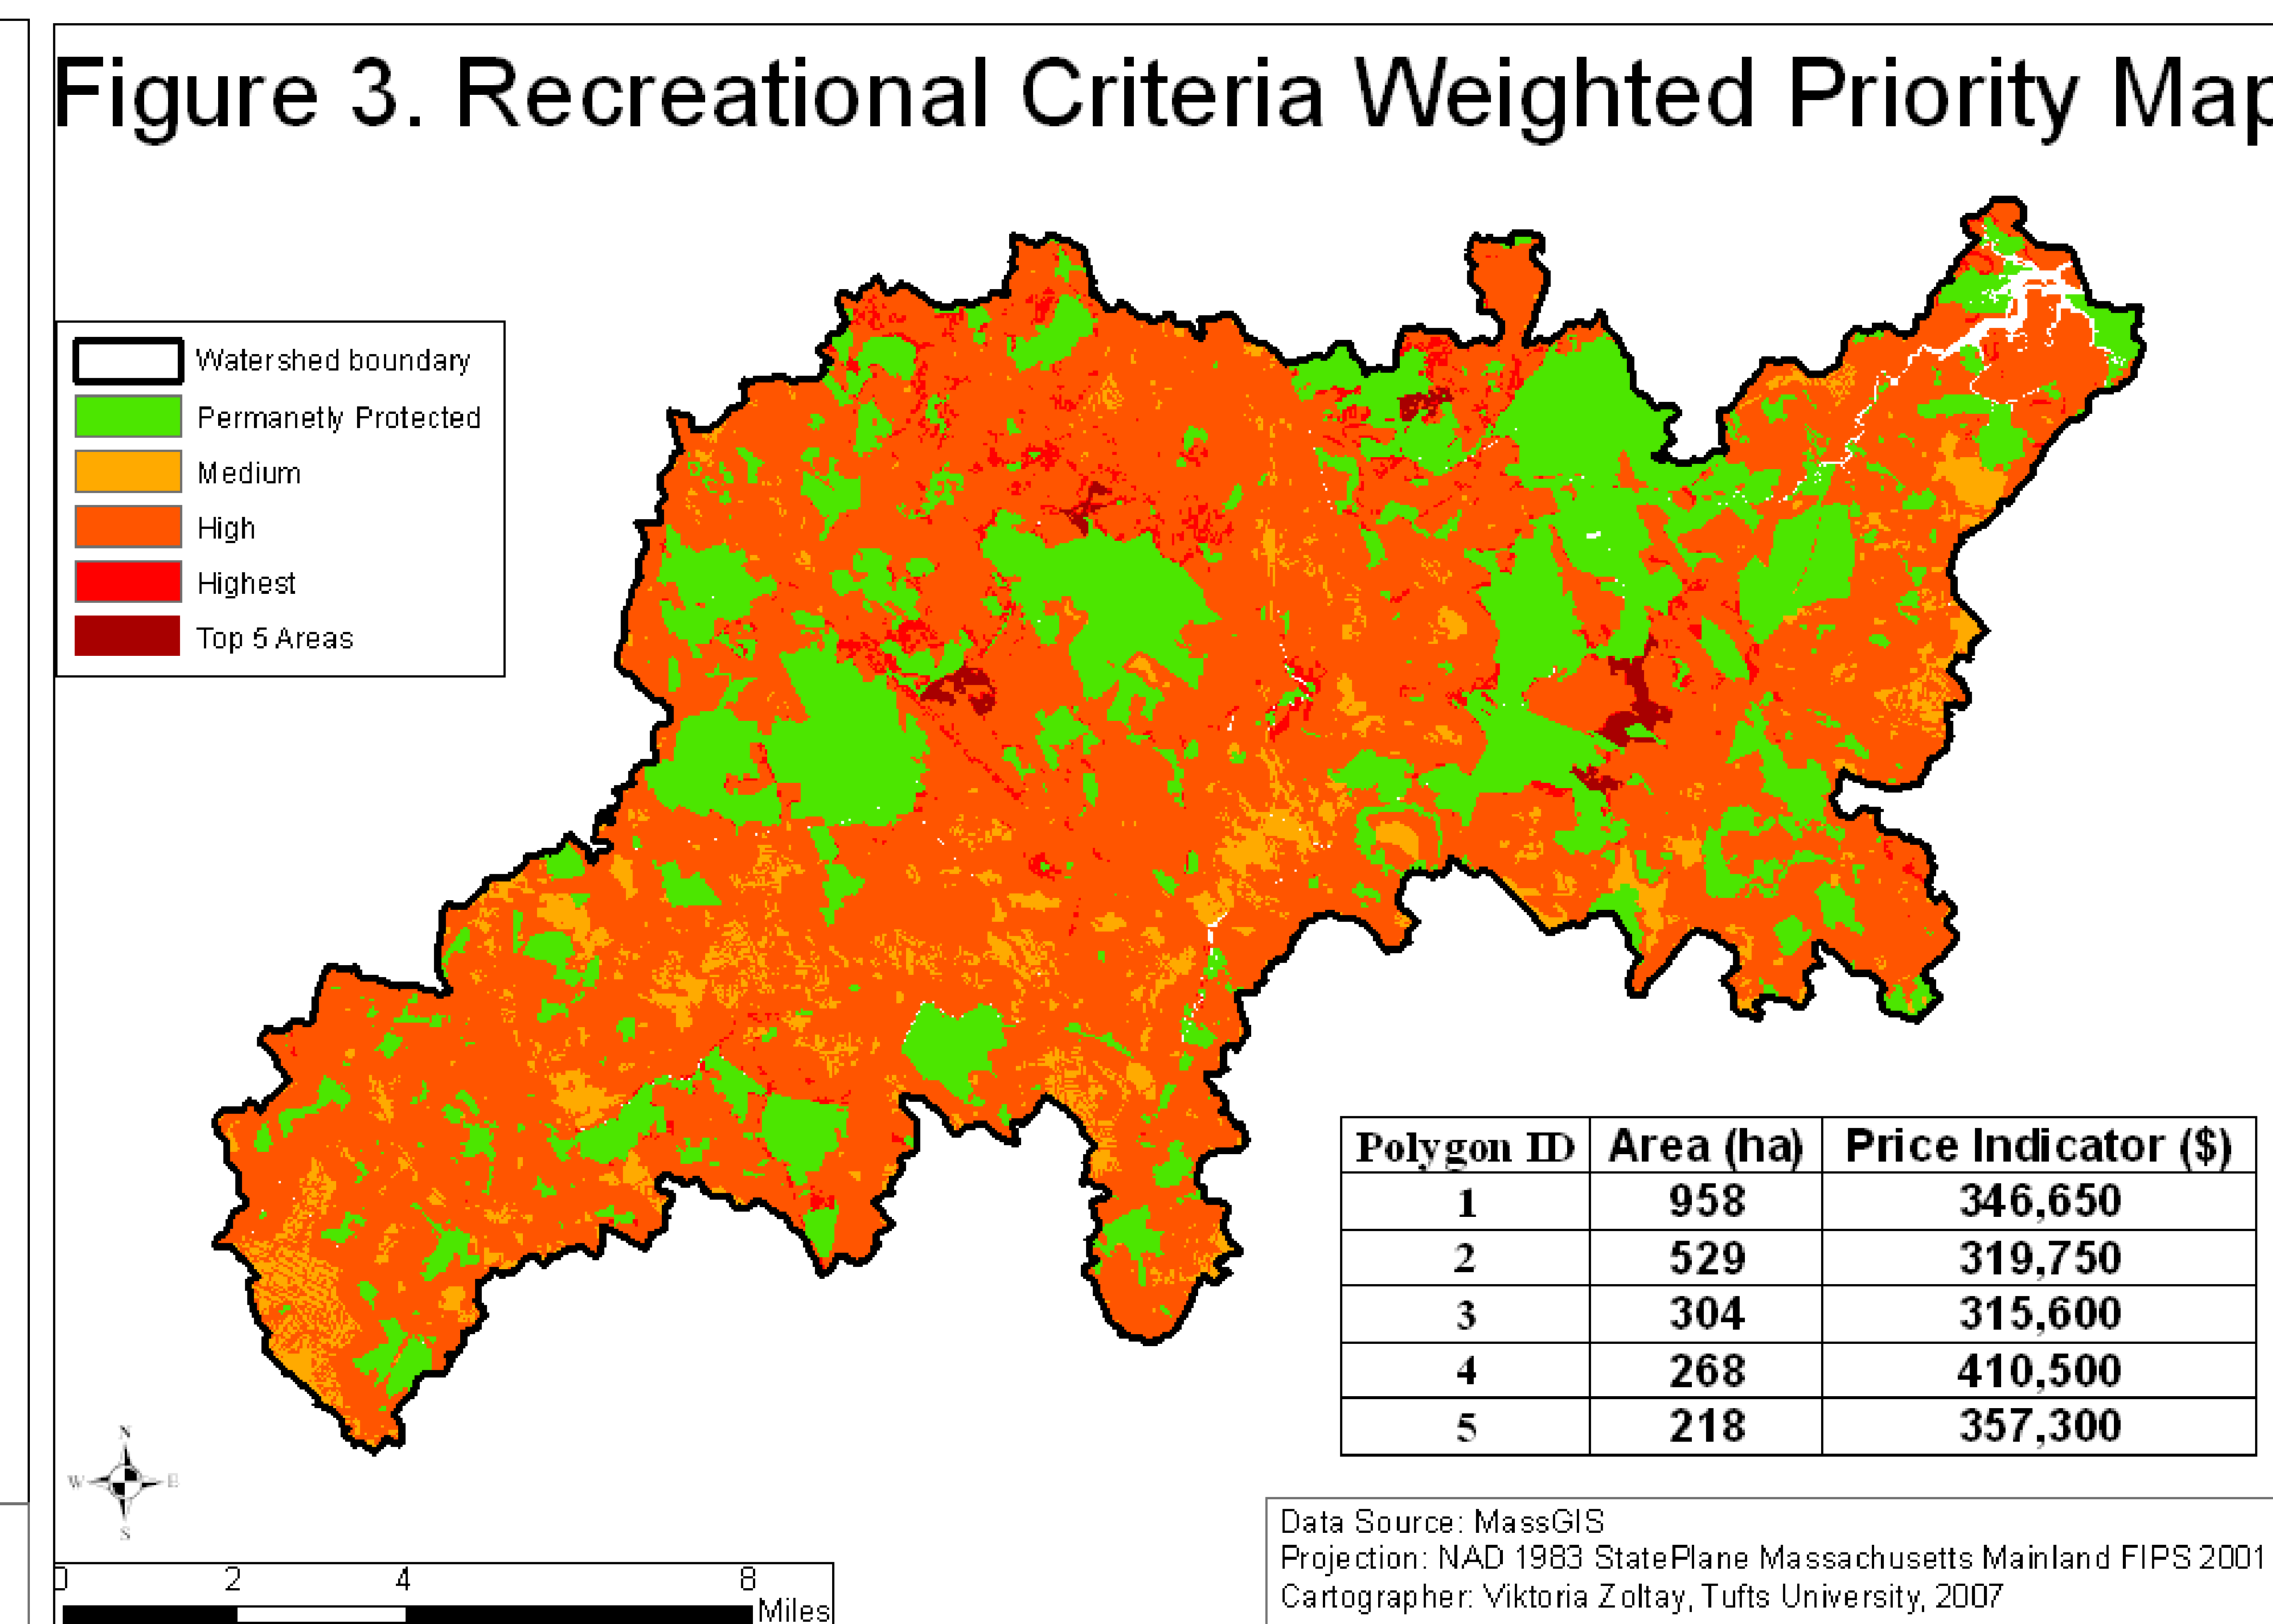 Figure 3. Recreational Criteria Weighted Priority Map
Watershed boundary
Permanetly Protected
Medium
High
Highest
Top 5 Areas
Polygon ID Area (ha) Price Indicator ($)
1 958 346,650
2 529 319,750
3 304 315,600
4 268 410,500
5 218 357,300
N
W E
S
0 2 4 8
Miles
Data Source: MassGIS
Projection: NAD 1983 StatePlane Massachusetts Mainland FIPS 2001
Cartographer: Viktoria Zoltay, Tufts University, 2007